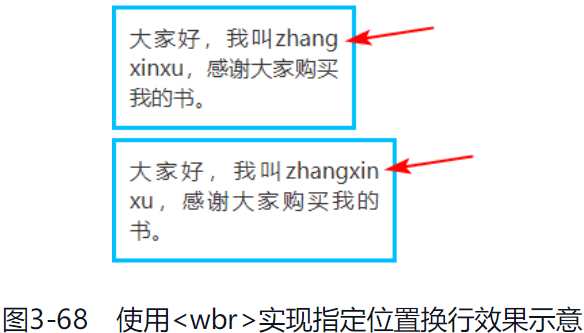 大家好，我叫zhang
xinxu，感谢大家购买
我的书。
大家好，我叫zhangxin
xu，感谢大家购买我的
书。
图3-68　使用<wbr>实现指定位置换行效果示意